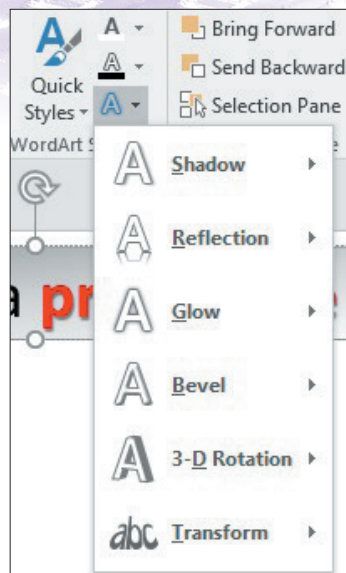 A
Bring Forward
A
Send Backward
Quick
Styles
A
Selection Pane
WordArt S
e
a pr
e
A Shadow
A Reflection
A Glow
A Bevel
A 3-D Rotation
abc Transform